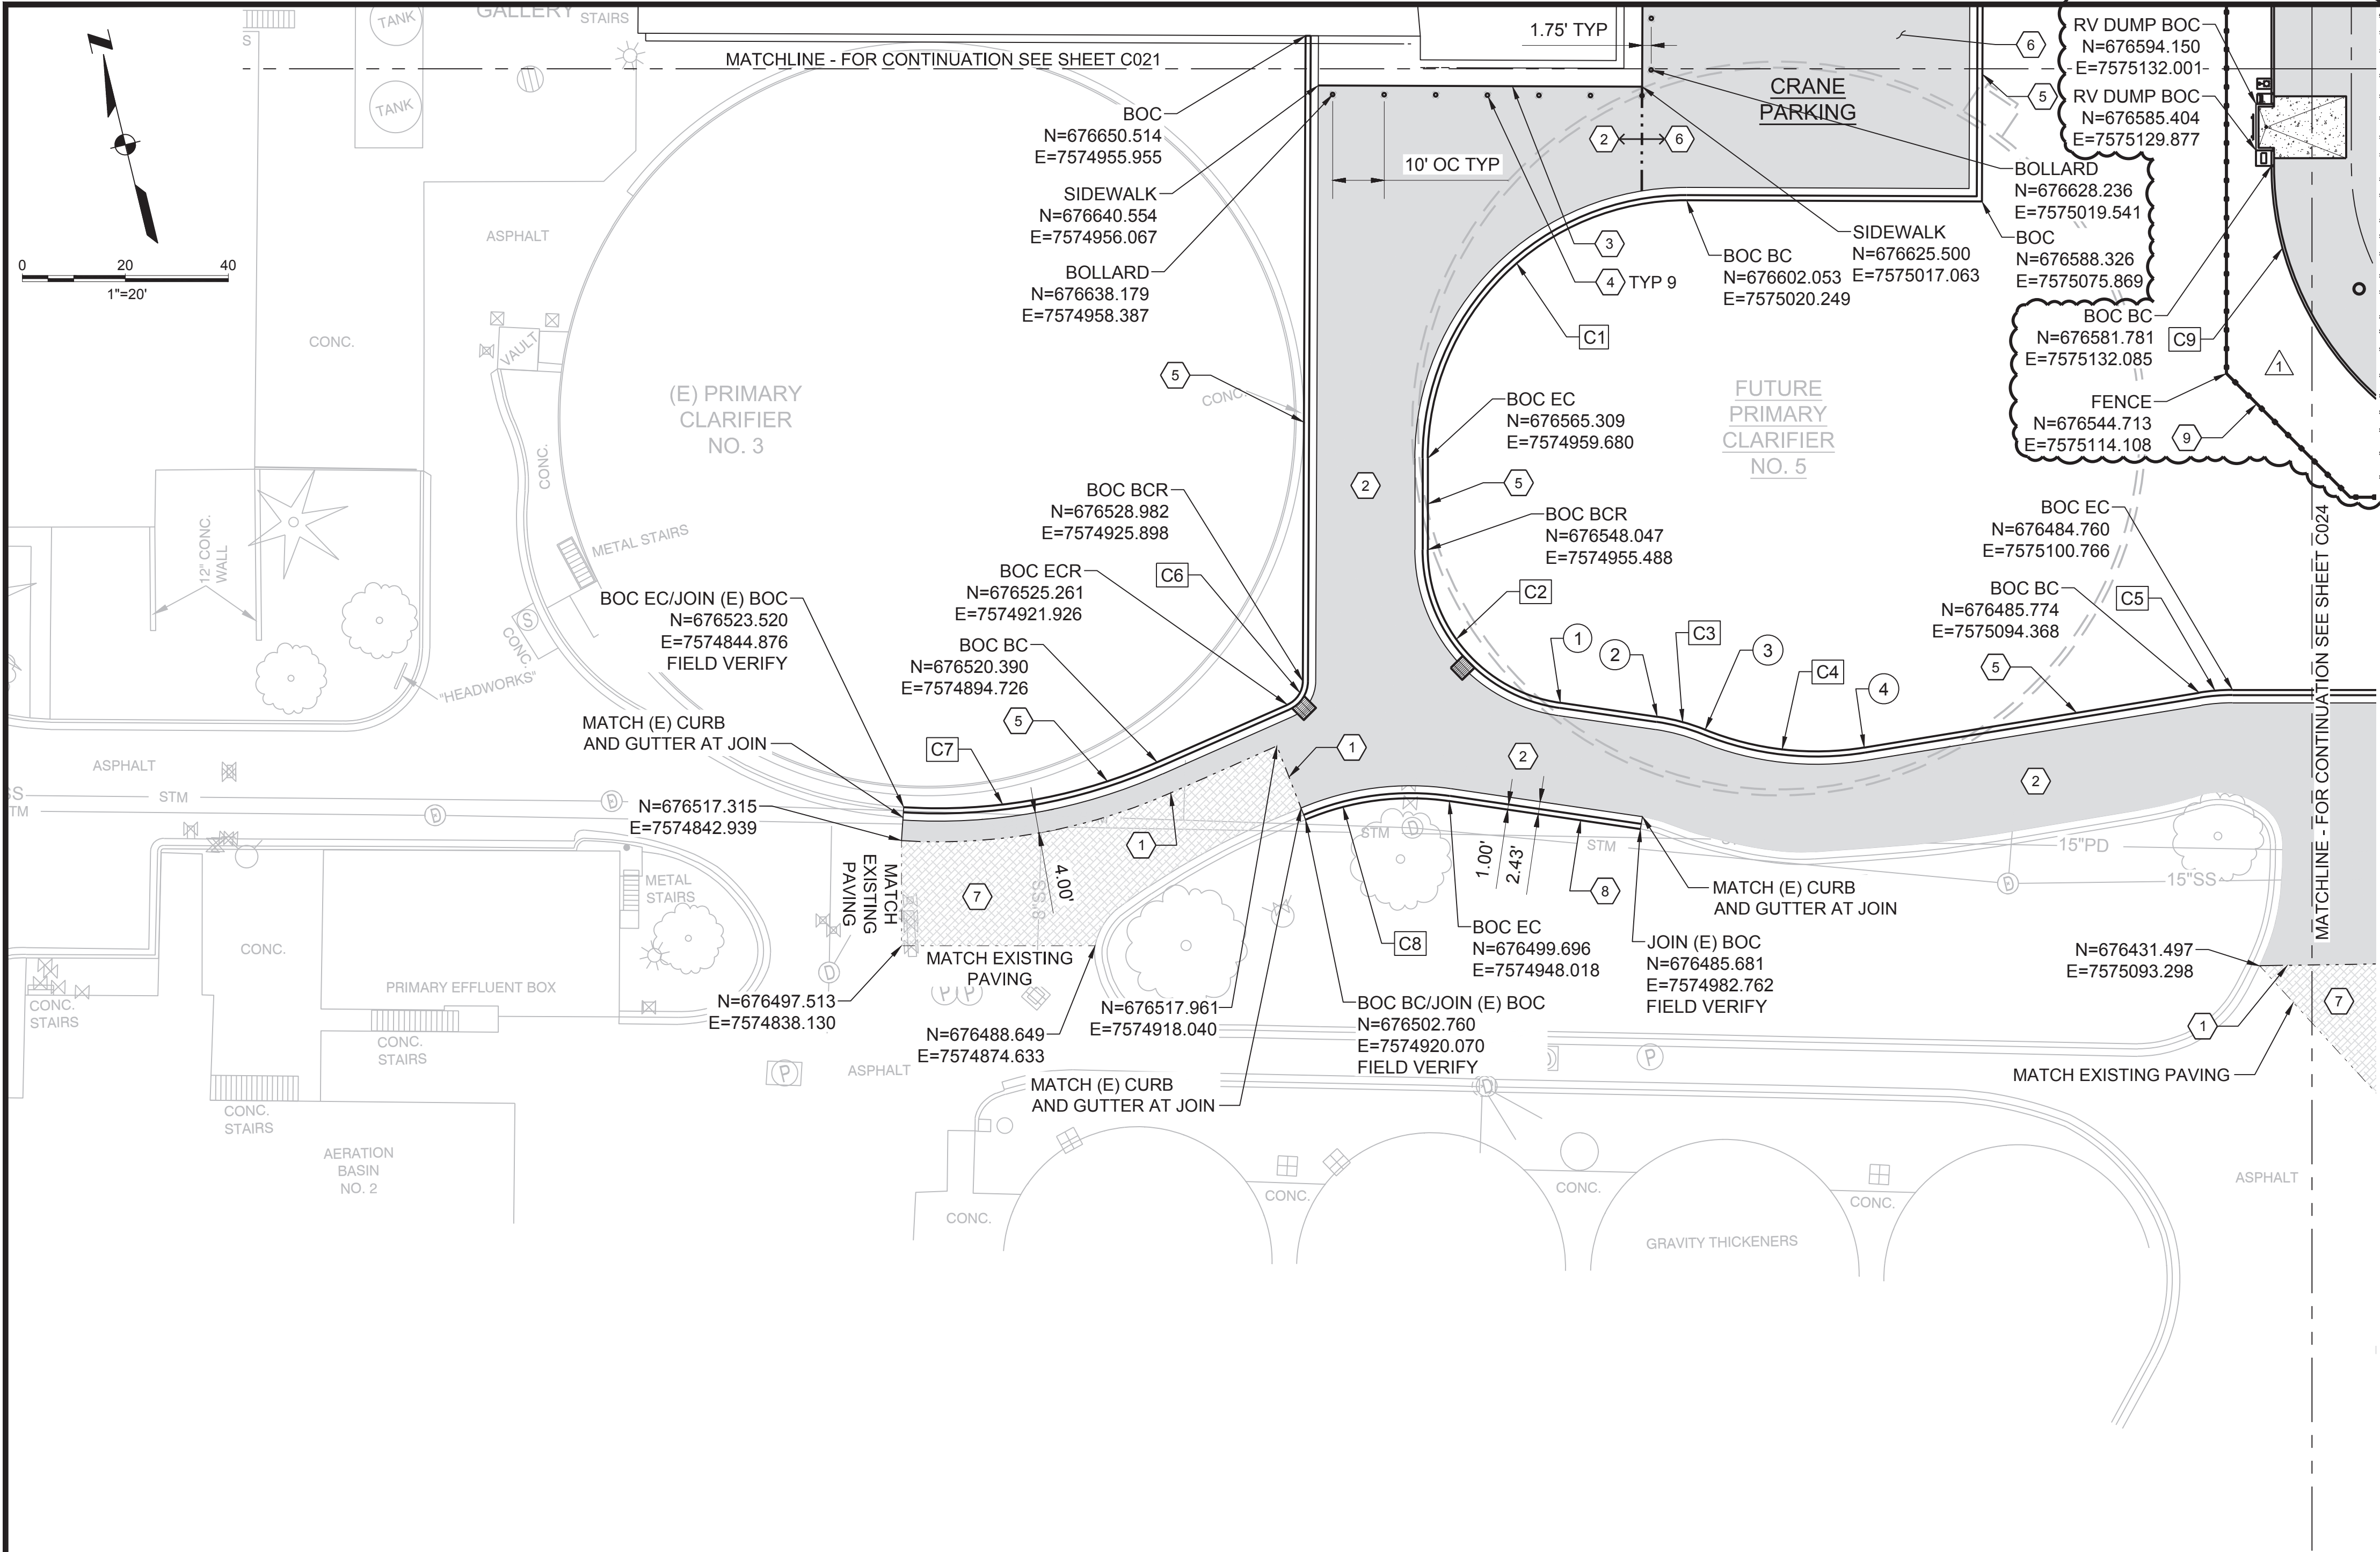 GALLERY
STAIRS
TANK
S
TANK
N
0 20 40
1"=20'
MATCHLINE - FOR CONTINUATION SEE SHEET C021
1.75' TYP
CRANE
PARKING
6
5
RV DUMP BOC
N=676594.150
E=7575132.001
RV DUMP BOC
N=676585.404
E=7575129.877
BOC
N=676650.514
E=7574955.955
SIDEWALK
N=676640.554
E=7574956.067
BOLLARD
N=676638.179
E=7574958.387
10' OC TYP
2
6
BOLLARD
N=676628.236
E=7575019.541
BOC
N=676588.326
E=7575075.869
SIDEWALK
N=676625.500
E=7575017.063
BOC BC
N=676602.053
E=7575020.249
3
4
TYP 9
C1
ASPHALT
CONC.
VAULT
BOC BC
N=676581.781
E=7575132.085
C9
1
FENCE
N=676544.713
E=7575114.108
9
(E) PRIMARY
CLARIFIER
NO. 3
5
CONC.
FUTURE
PRIMARY
CLARIFIER
NO. 5
BOC EC
N=676565.309
E=7574959.680
5
2
CONC.
BOC BCR
N=676528.982
E=7574925.898
BOC BCR
N=676548.047
E=7574955.488
BOC EC
N=676484.760
E=7575100.766
METAL STAIRS
12" CONC.
WALL
BOC ECR
N=676525.261
E=7574921.926
C6
C2
BOC BC
N=676485.774
E=7575094.368
C5
BOC EC/JOIN (E) BOC
N=676523.520
E=7574844.876
FIELD VERIFY
S
CONC.
BOC BC
N=676520.390
E=7574894.726
1
2
C3
3
C4
4
5
"HEADWORKS"
MATCH (E) CURB
AND GUTTER AT JOIN
5
C7
1
2
2
ASPHALT
SS
STM
STM
D
D
N=676517.315
E=7574842.939
1
4.00'
STM
D
1.00'
2.43'
STM
15"PD
15"SS
D
MATCHLINE - FOR CONTINUATION SEE SHEET C024
METAL
STAIRS
MATCH
EXISTING
PAVING
7
8"SS
8
MATCH (E) CURB
AND GUTTER AT JOIN
C8
BOC EC
N=676499.696
E=7574948.018
JOIN (E) BOC
N=676485.681
E=7574982.762
FIELD VERIFY
N=676431.497
E=7575093.298
CONC.
D
MATCH EXISTING
PAVING
PRIMARY EFFLUENT BOX
P P
7
CONC.
STAIRS
N=676497.513
E=7574838.130
N=676517.961
E=7574918.040
BOC BC/JOIN (E) BOC
N=676502.760
E=7574920.070
FIELD VERIFY
1
N=676488.649
E=7574874.633
CONC.
STAIRS
P
ASPHALT
P
MATCH EXISTING PAVING
MATCH (E) CURB
AND GUTTER AT JOIN
D
CONC.
STAIRS
AERATION
BASIN
NO. 2
CONC.
CONC.
CONC.
CONC.
ASPHALT
GRAVITY THICKENERS